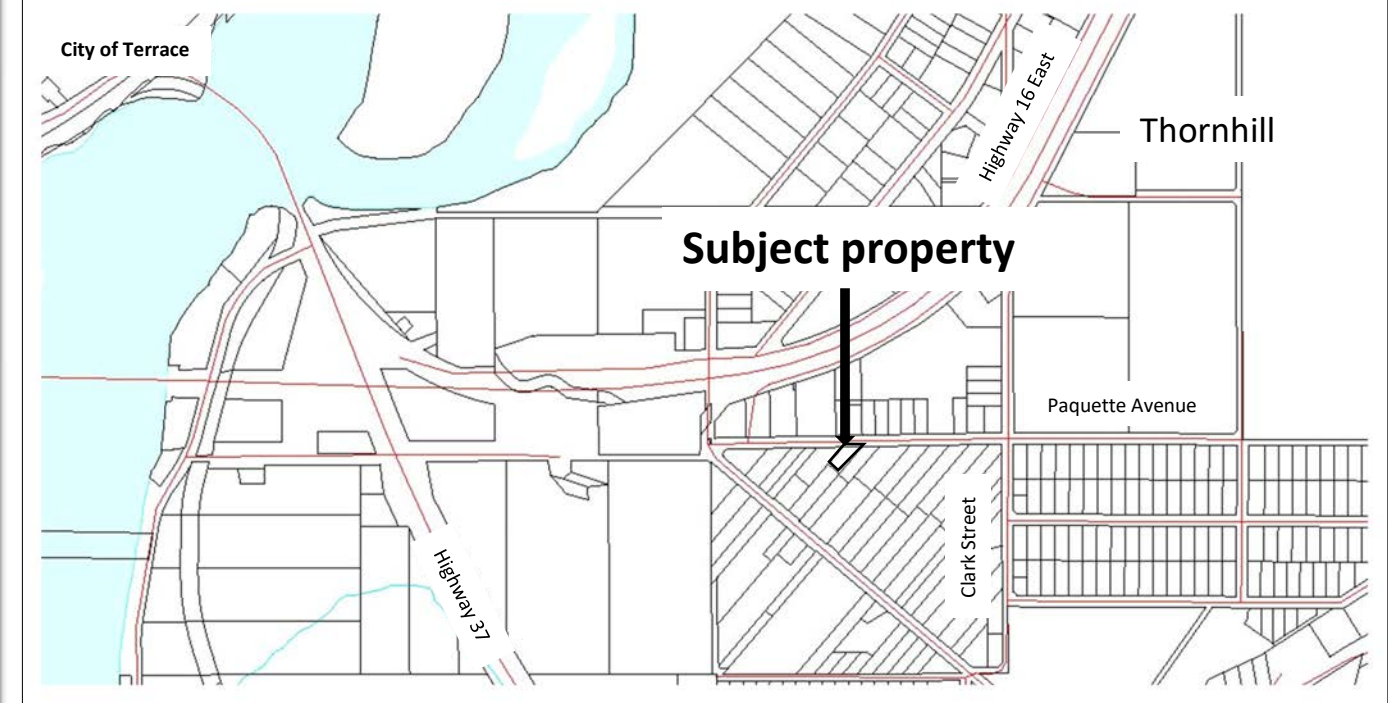 City of Terrace
Highway 16 East
Thornhill
Subject property
Paquette Avenue
Clark Street
Highway 37